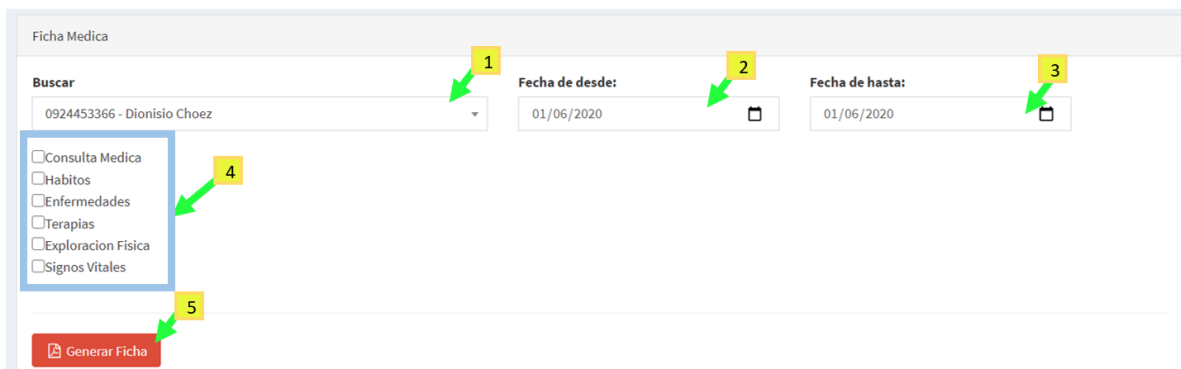 Ficha Medica
1
2
3
Buscar
Fecha de desde:
Fecha de hasta:
0924453366 - Dionisio Choez
01/06/2020
01/06/2020
Consulta Medica
4
Habitos
Enfermedades
Terapias
Exploracion Fisica
Signos Vitales
5
Generar Ficha